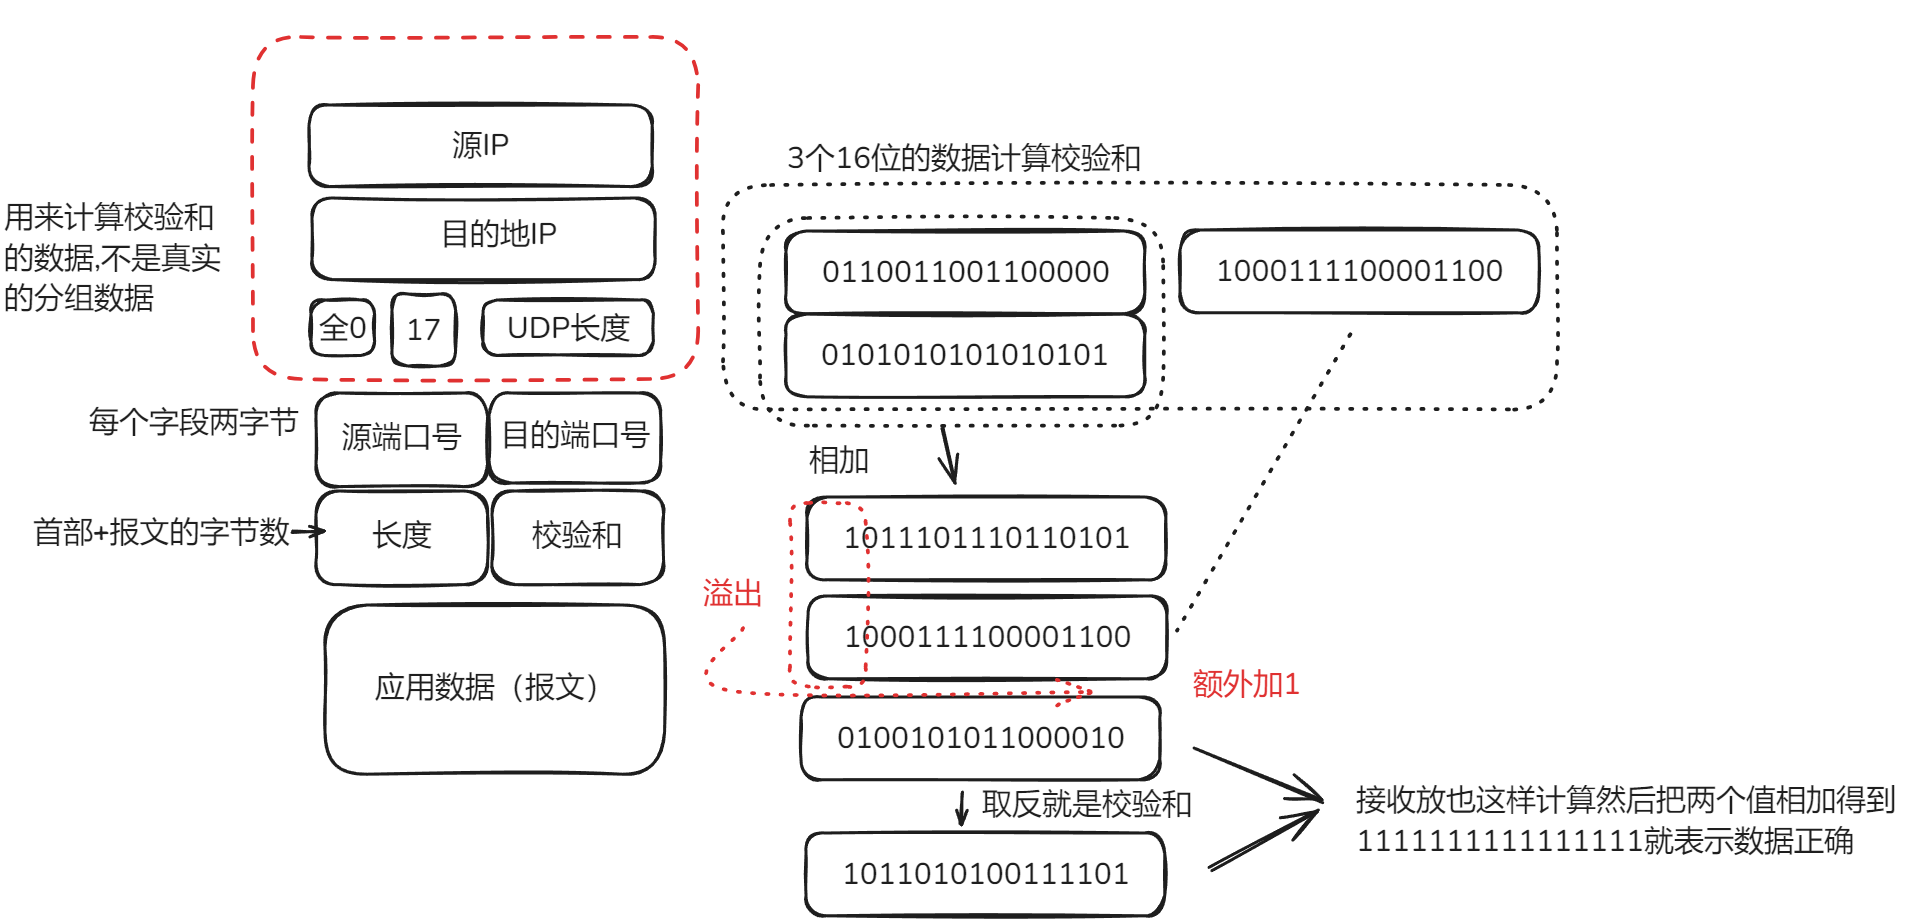 用来计算校验和
的数据,不是真实
的分组数据
源IP
目的地IP
全0
17
UDP长度
每个字段两字节
源端口号
目的端口号
首部+报文的字节数
长度
校验和
应用数据（报文）
3个16位的数据计算校验和
0110011001100000
0101010101010101
1000111100001100
相加
1011101110110101
溢出
1000111100001100
额外加1
0100101011000010
取反就是校验和
1011010100111101
接收放也这样计算然后把两个值相加得到
1111111111111111就表示数据正确